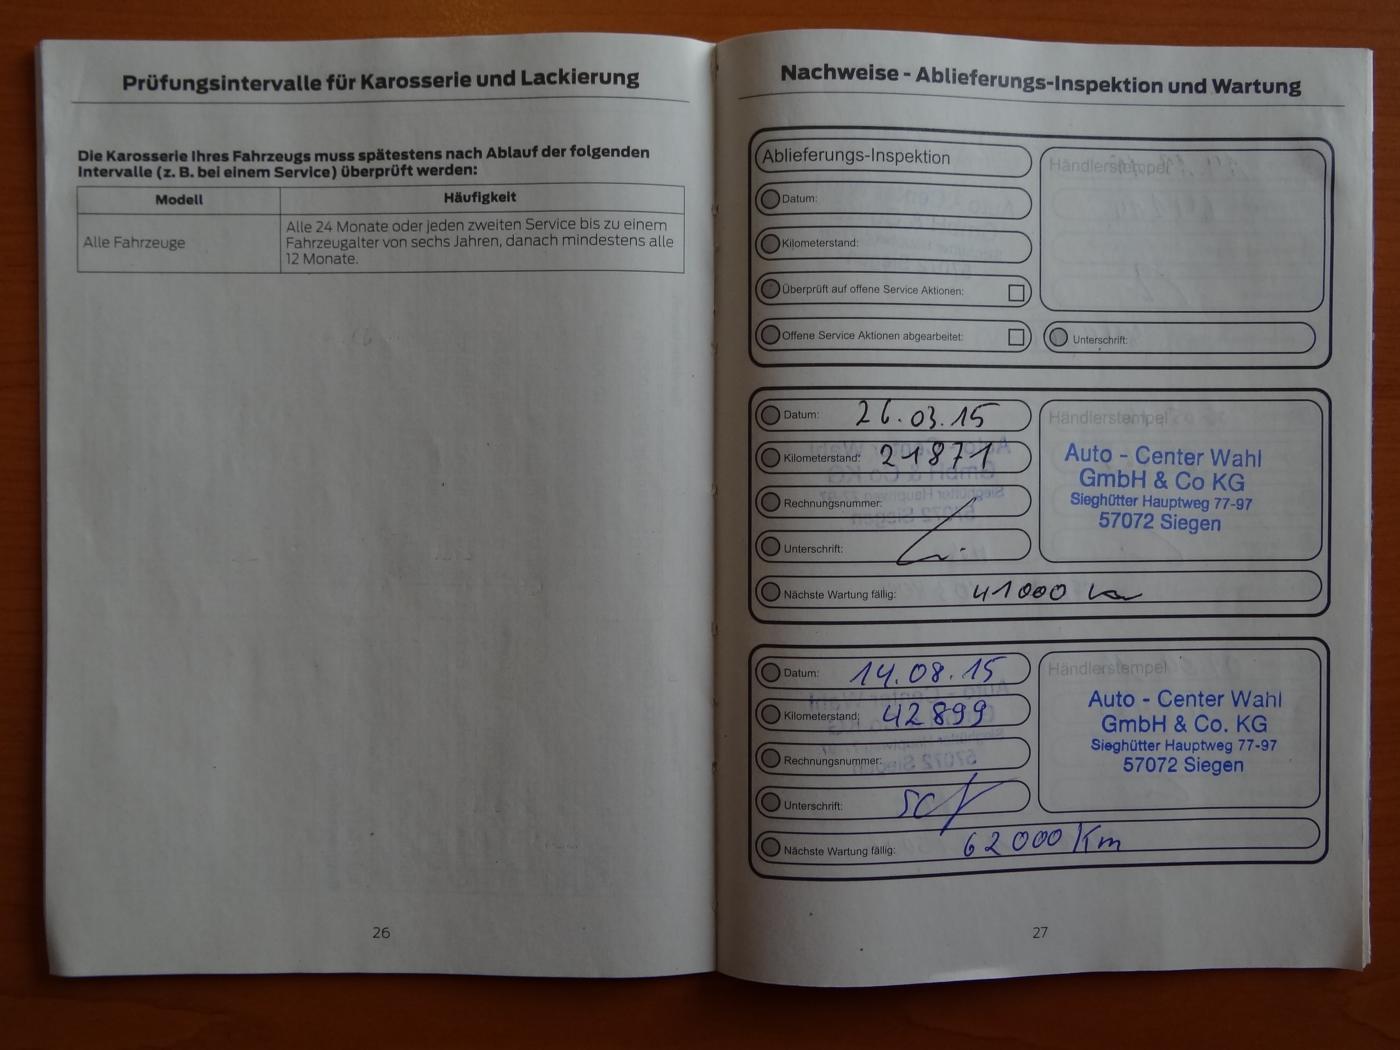 Prüfungsintervalle für Karosserie und Lackierung
Die Karosserie Ihres Fahrzeugs muss spätestens nach Ablauf der folgenden
Intervalle (z. B. bei einem Service) überprüft werden:
Modell Häufigkeit
Alle Fahrzeuge
Alle 24 Monate oder jeden zweiten Service bis zu einem
Fahrzeugalter von sechs Jahren, danach mindestens alle
12 Monate.
26
Nachweise - Ablieferungs-Inspektion und Wartung
Ablieferungs-Inspektion
Händlerstempel
Datum:
Kilometerstand:
Überprüft auf offene Service Aktionen:
Offene Service Aktionen abgearbeitet:
Unterschrift:
Datum: 26.03.15
Kilometerstand: 21871
Rechnungsnummer:
Unterschrift:
Nächste Wartung fällig: 41000 km
Händlerstempel
Auto - Center Wahl
GmbH & Co KG
Sieghütter Hauptweg 77-97
57072 Siegen
Datum: 14.08.15
Kilometerstand: 42899
Rechnungsnummer:
Unterschrift:
Nächste Wartung fällig: 62000 Km
Händlerstempel
Auto - Center Wahl
GmbH & Co. KG
Sieghütter Hauptweg 77-97
57072 Siegen
27